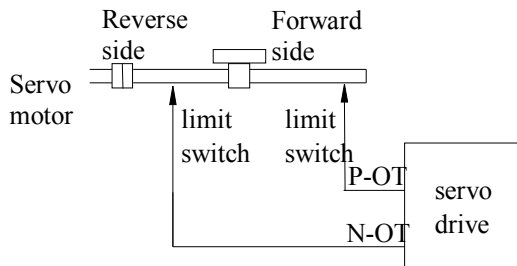 Reverse
side
Forward
side
Servo
motor
limit
switch
limit
switch
P-OT
N-OT
servo
drive